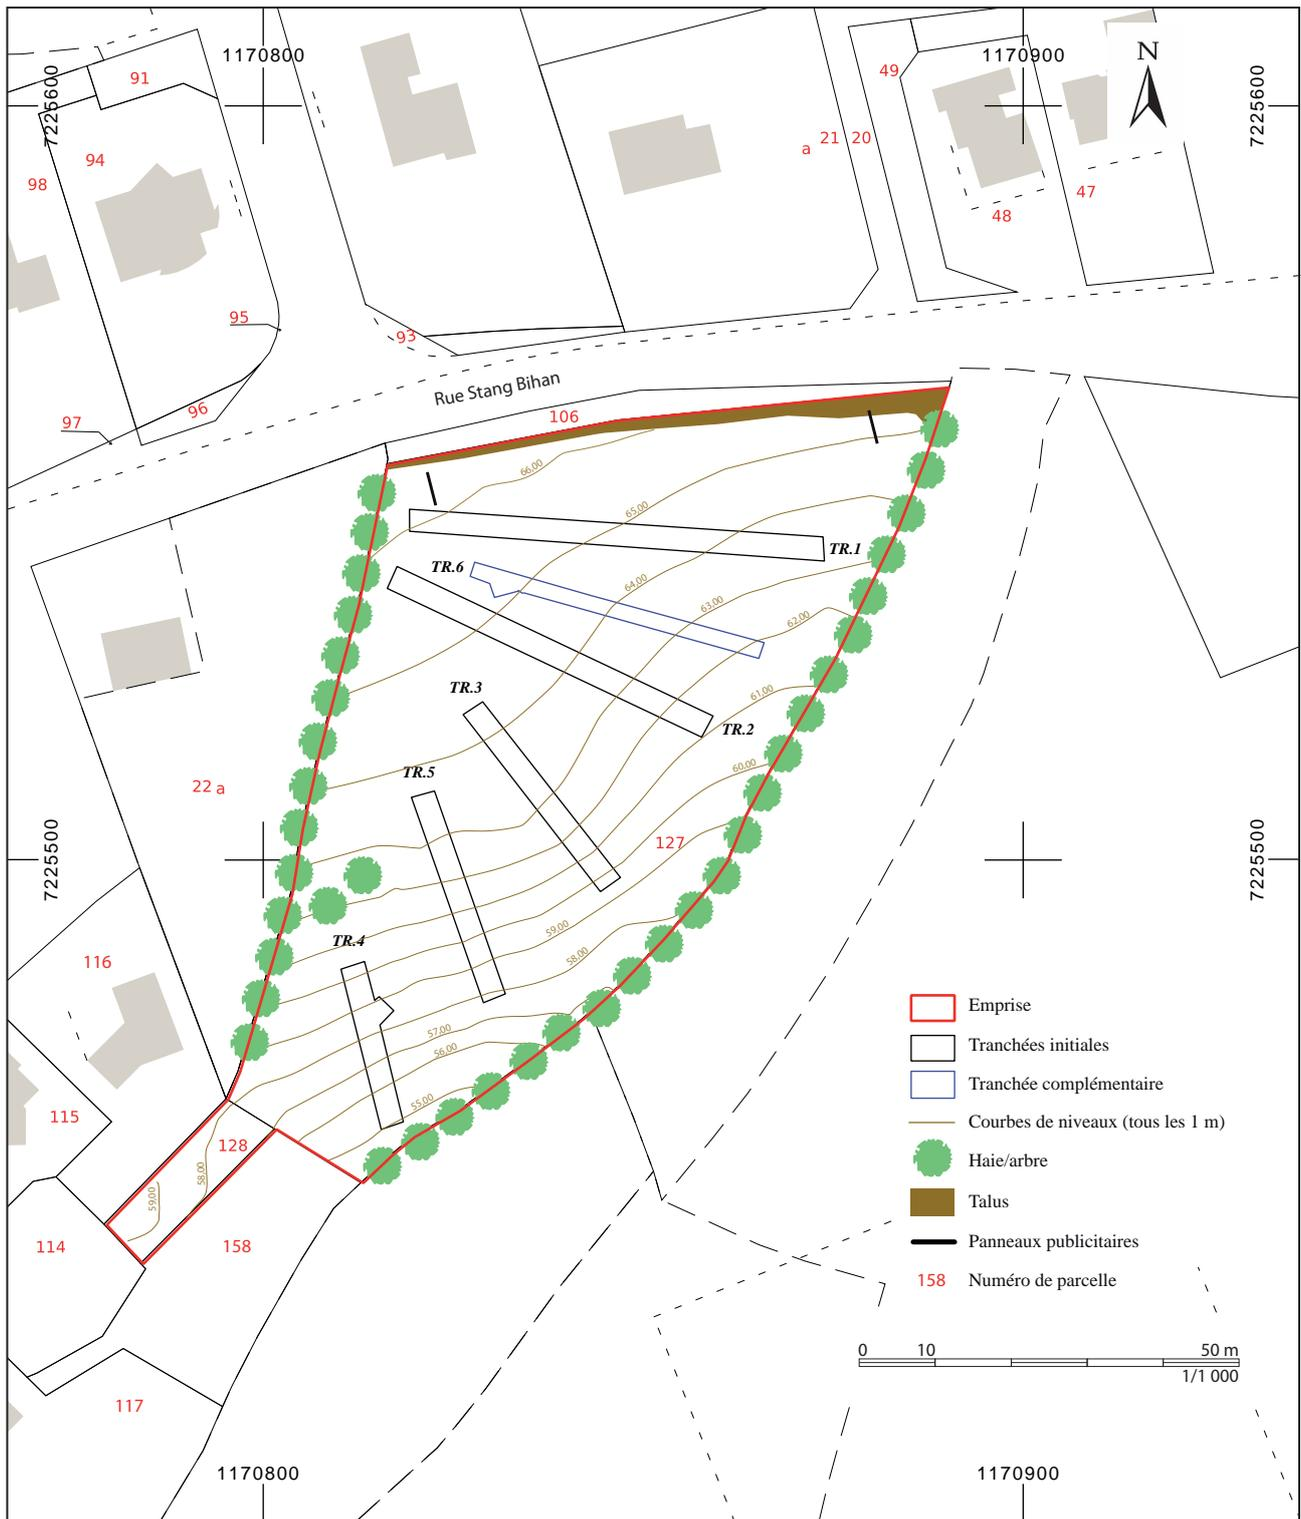 1170800
1170900
N
7225600
7225600
91
94
98
49
21
20
a
48
47
95
93
96
97
Rue Stang Bihan
106
66,00
65,00
TR.1
TR.6
64,00
63,00
62,00
61,00
TR.3
TR.2
60,00
TR.5
22 a
127
7225500
7225500
59,00
58,00
TR.4
116
57,00
56,00
55,00
115
128
58,00
59,00
114
158
117
Emprise
Tranchées initiales
Tranchée complémentaire
Courbes de niveaux (tous les 1 m)
Haie/arbre
Talus
Panneaux publicitaires
158 Numéro de parcelle
0 10 50 m
1/1 000
1170800
1170900